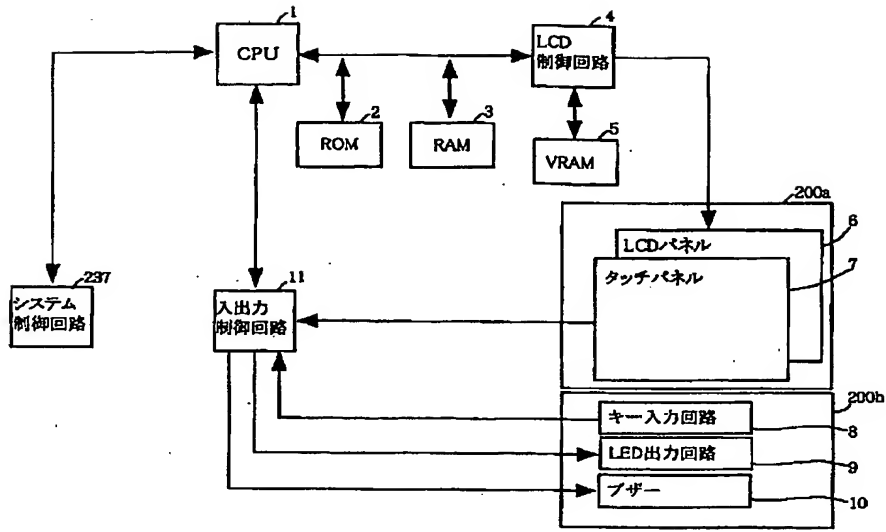 1
CPU
4
LCD
制御回路
2
ROM
3
RAM
5
VRAM
200a
6
LCDパネル
7
タッチパネル
237
システム
制御回路
11
入出力
制御回路
200b
キー入力回路
8
LED出力回路
9
ブザー
10